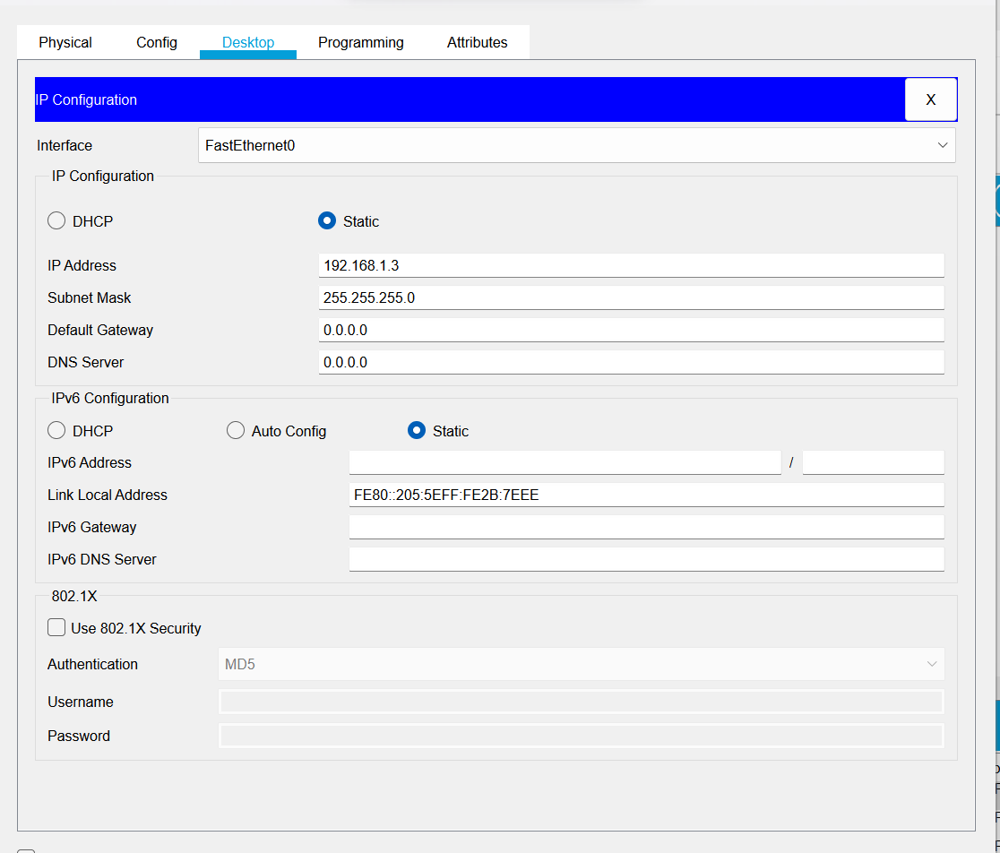 Physical Config Desktop Programming Attributes
IP Configuration X
Interface FastEthernet0
IP Configuration
DHCP Static
IP Address 192.168.1.3
Subnet Mask 255.255.255.0
Default Gateway 0.0.0.0
DNS Server 0.0.0.0
IPv6 Configuration
DHCP Auto Config Static
IPv6 Address /
Link Local Address FE80::205:5EFF:FE2B:7EEE
IPv6 Gateway
IPv6 DNS Server
802.1X
Use 802.1X Security
Authentication MD5
Username
Password